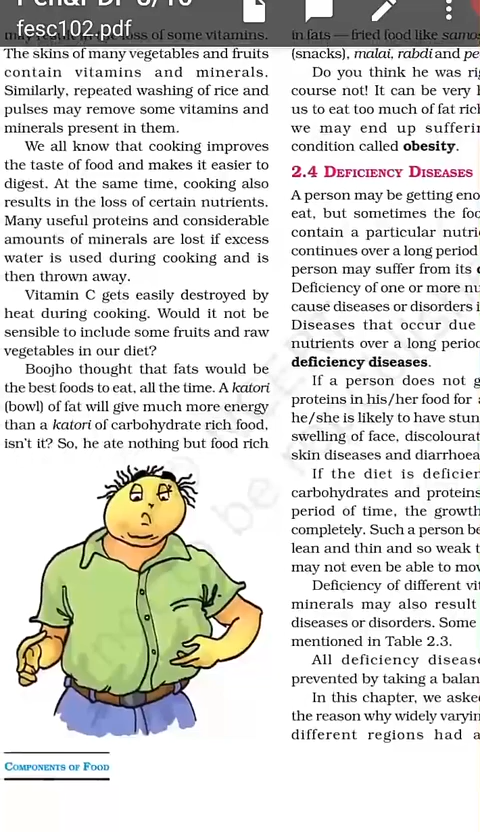 fesc102.pdf
may result in the loss of some vitamins.
The skins of many vegetables and fruits
contain vitamins and minerals.
Similarly, repeated washing of rice and
pulses may remove some vitamins and
minerals present in them.
We all know that cooking improves
the taste of food and makes it easier to
digest. At the same time, cooking also
results in the loss of certain nutrients.
Many useful proteins and considerable
amounts of minerals are lost if excess
water is used during cooking and is
then thrown away.
Vitamin C gets easily destroyed by
heat during cooking. Would it not be
sensible to include some fruits and raw
vegetables in our diet?
Boojho thought that fats would be
the best foods to eat, all the time. A katori
(bowl) of fat will give much more energy
than a katori of carbohydrate rich food,
isn't it? So, he ate nothing but food rich
COMPONENTS OF FOOD
in fats — fried food like samo
(snacks), malai, rabdi and pe
Do you think he was rig
course not! It can be very h
us to eat too much of fat rich
we may end up sufferin
condition called obesity.
2.4 DEFICIENCY DISEASES
A person may be getting eno
eat, but sometimes the foo
contain a particular nutri
continues over a long period
person may suffer from its
Deficiency of one or more nu
cause diseases or disorders i
Diseases that occur due
nutrients over a long perio
deficiency diseases.
If a person does not g
proteins in his/her food for
he/she is likely to have stun
swelling of face, discolourat
skin diseases and diarrhoea
If the diet is deficien
carbohydrates and proteins
period of time, the growth
completely. Such a person be
lean and thin and so weak t
may not even be able to mov
Deficiency of different vit
minerals may also result
diseases or disorders. Some
mentioned in Table 2.3.
All deficiency disease
prevented by taking a balan
In this chapter, we aske
the reason why widely varyin
different regions had a